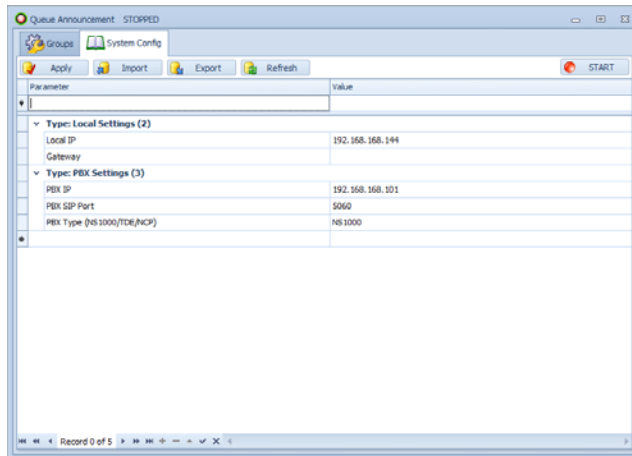 Queue Announcement STOPPED
Groups System Config
Apply Import Export Refresh START
Parameter Value
Type: Local Settings (2)
Local IP 192.168.168.144
Gateway
Type: PBX Settings (3)
PBX IP 192.168.168.101
PBX SIP Port 5060
PBX Type (NS1000/TDE/NCP) NS1000
Record 0 of 5